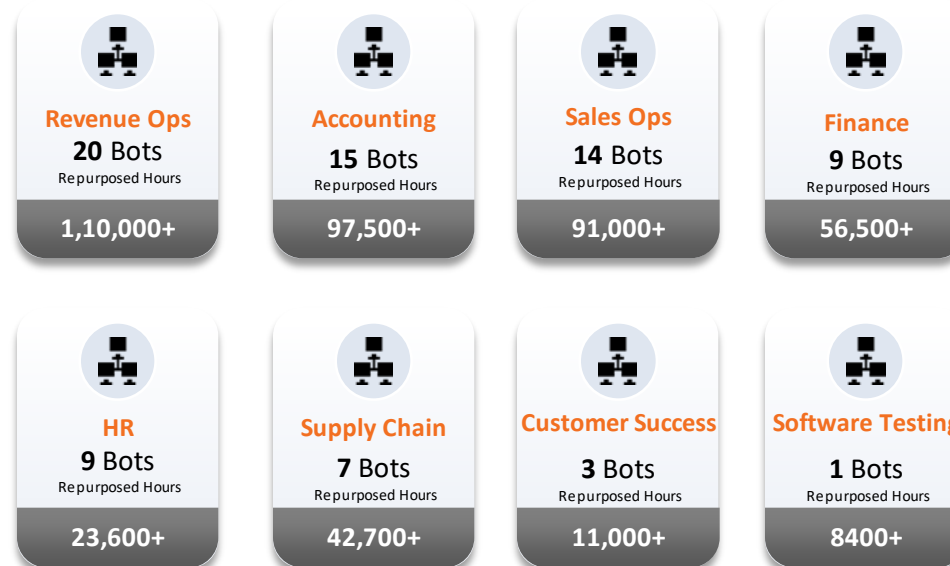 Revenue Ops
20 Bots
Repurposed Hours
1,10,000+
Accounting
15 Bots
Repurposed Hours
97,500+
Sales Ops
14 Bots
Repurposed Hours
91,000+
Finance
9 Bots
Repurposed Hours
56,500+
HR
9 Bots
Repurposed Hours
23,600+
Supply Chain
7 Bots
Repurposed Hours
42,700+
Customer Success
3 Bots
Repurposed Hours
11,000+
Software Testing
1 Bots
Repurposed Hours
8400+